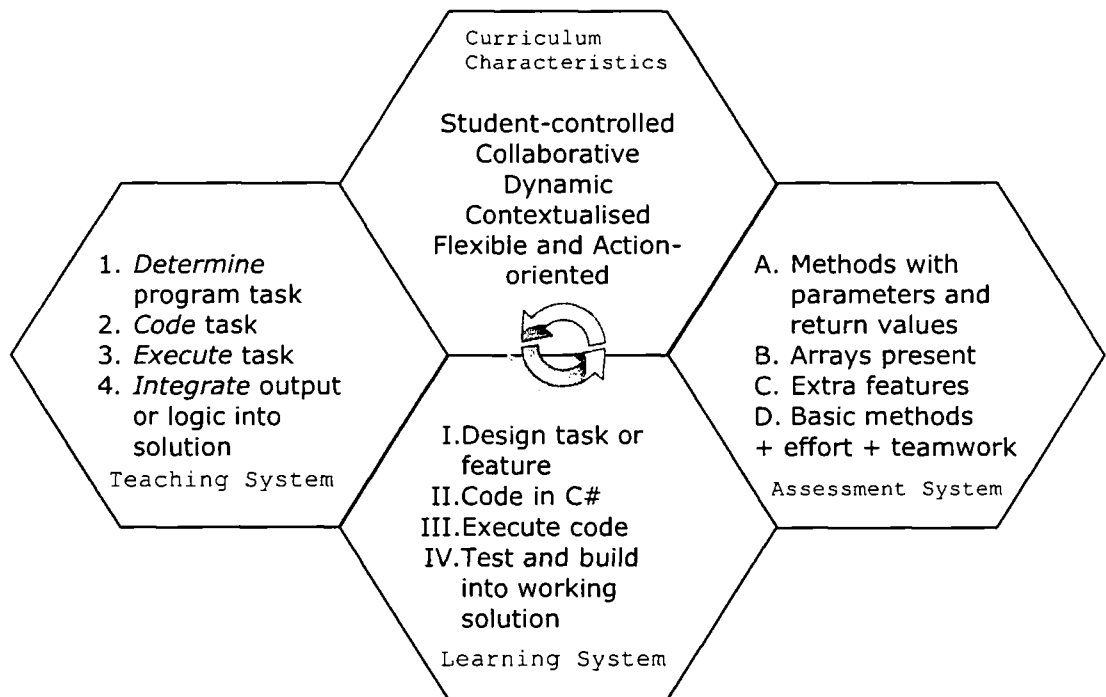 Curriculum
Characteristics
Student-controlled
Collaborative
Dynamic
Contextualised
Flexible and Action-
oriented
1. Determine
program task
2. Code task
3. Execute task
4. Integrate output
or logic into
solution
Teaching System
A. Methods with
parameters and
return values
B. Arrays present
C. Extra features
D. Basic methods
+ effort + teamwork
Assessment System
I.Design task or
feature
II.Code in C#
III.Execute code
IV.Test and build
into working
solution
Learning System